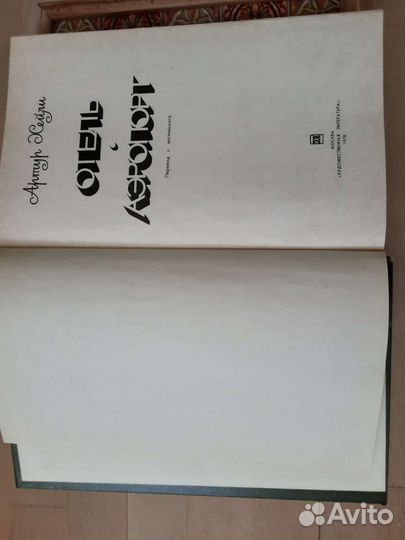 Артур Хейли
ОТЕЛЬ
АЭРОПОРТ
Перевод с английского
МОСКВА
«ХУДОЖЕСТВЕННАЯ ЛИТЕРАТУРА»
Avito